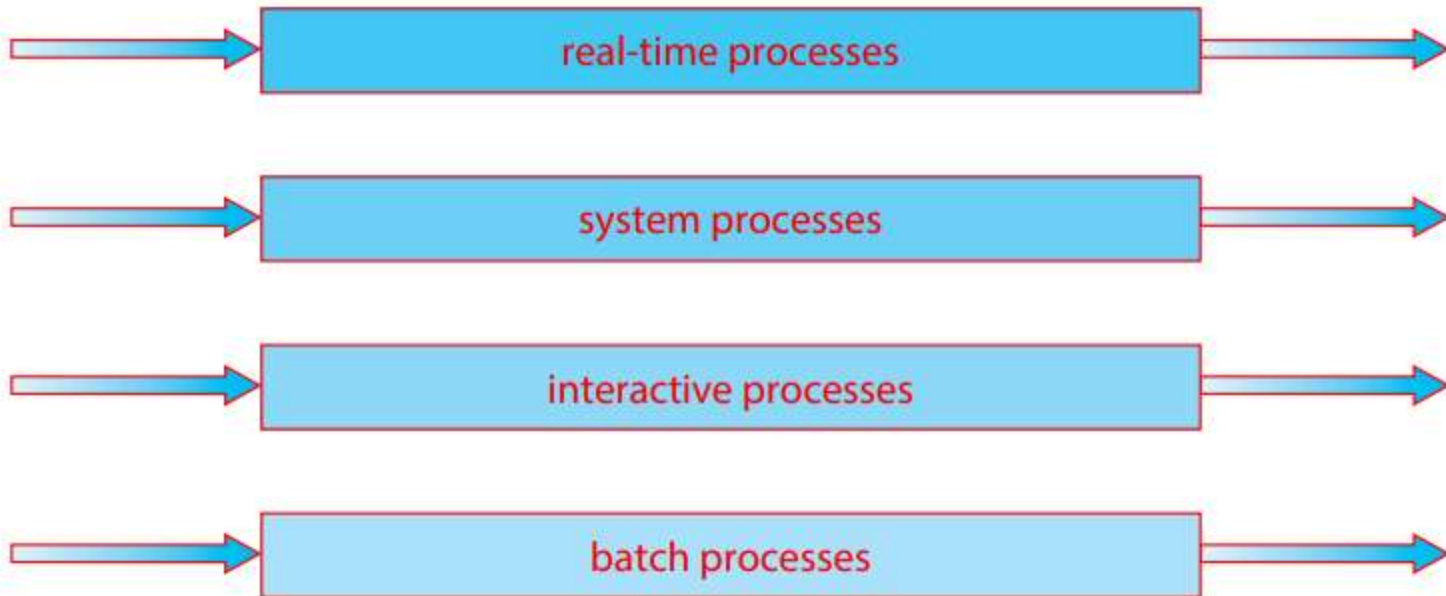 real-time processes
system processes
interactive processes
batch processes